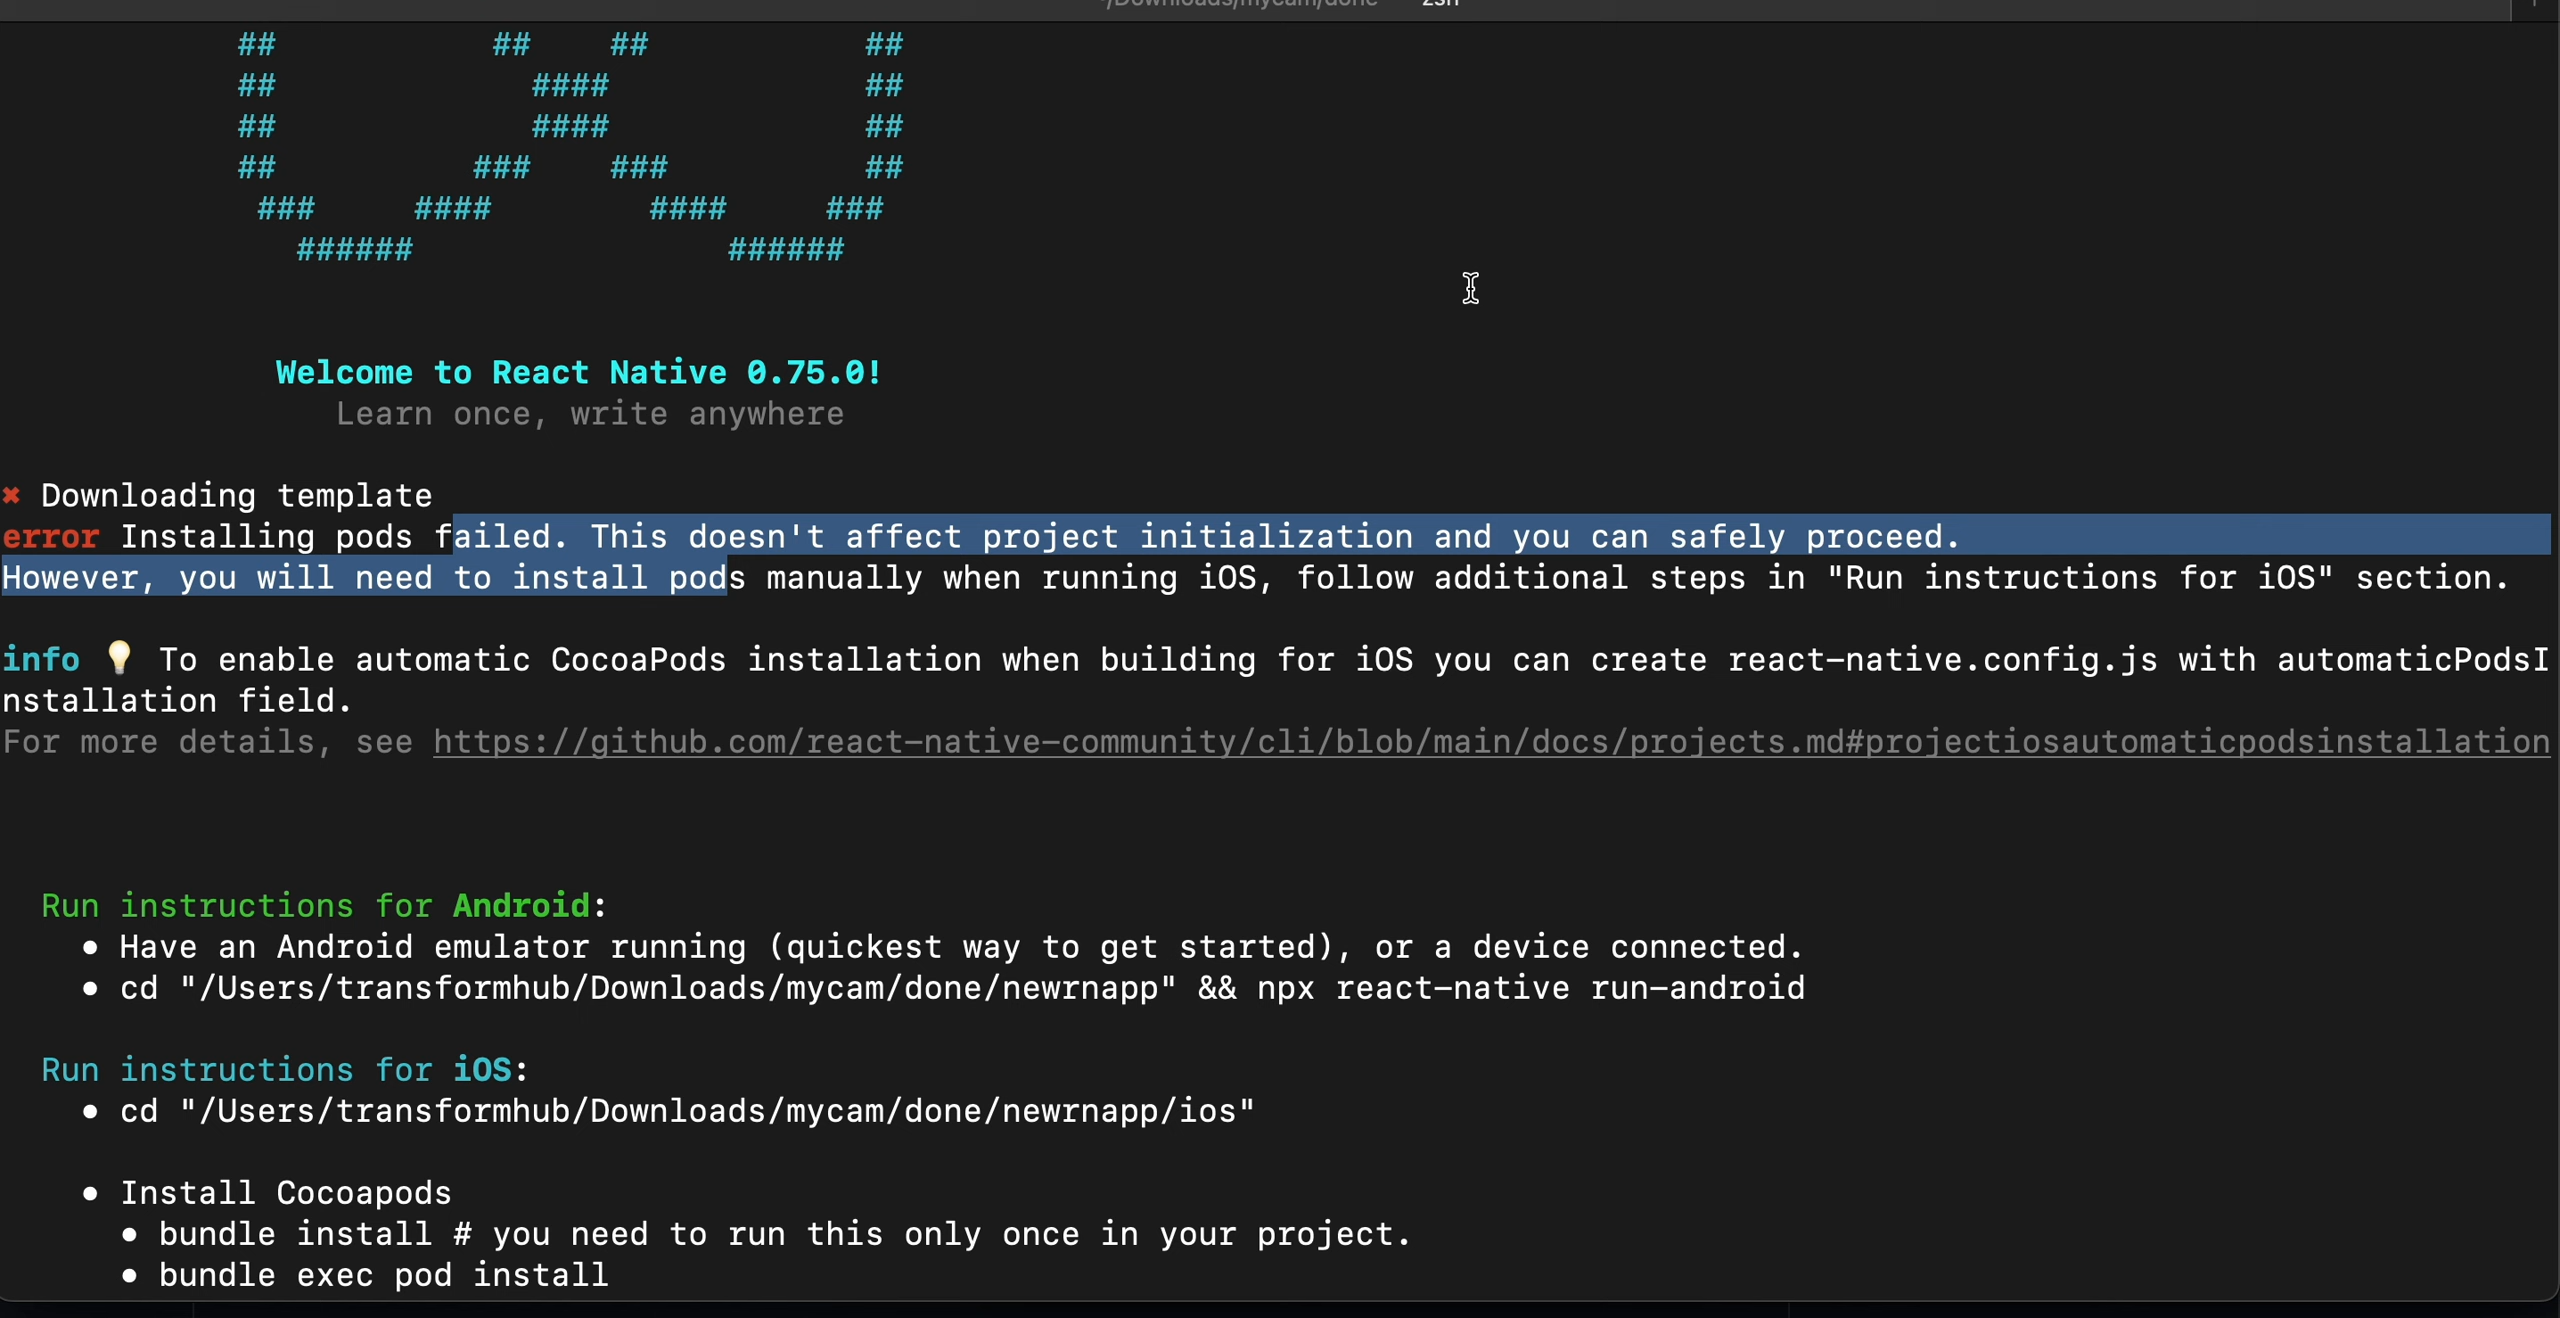 ~/Downloads/mycam/done — -zsh
##           ##    ##           ##
##             ####             ##
##             ####             ##
##          ###    ###          ##
###     ####        ####     ###
######                ######
Welcome to React Native 0.75.0!
Learn once, write anywhere
✖ Downloading template
error Installing pods failed. This doesn't affect project initialization and you can safely proceed.
However, you will need to install pods manually when running iOS, follow additional steps in "Run instructions for iOS" section.
info 💡 To enable automatic CocoaPods installation when building for iOS you can create react-native.config.js with automaticPodsI
nstallation field.
For more details, see https://github.com/react-native-community/cli/blob/main/docs/projects.md#projectiosautomaticpodsinstallation
Run instructions for Android:
• Have an Android emulator running (quickest way to get started), or a device connected.
• cd "/Users/transformhub/Downloads/mycam/done/newrnapp" && npx react-native run-android
Run instructions for iOS:
• cd "/Users/transformhub/Downloads/mycam/done/newrnapp/ios"
• Install Cocoapods
• bundle install # you need to run this only once in your project.
• bundle exec pod install